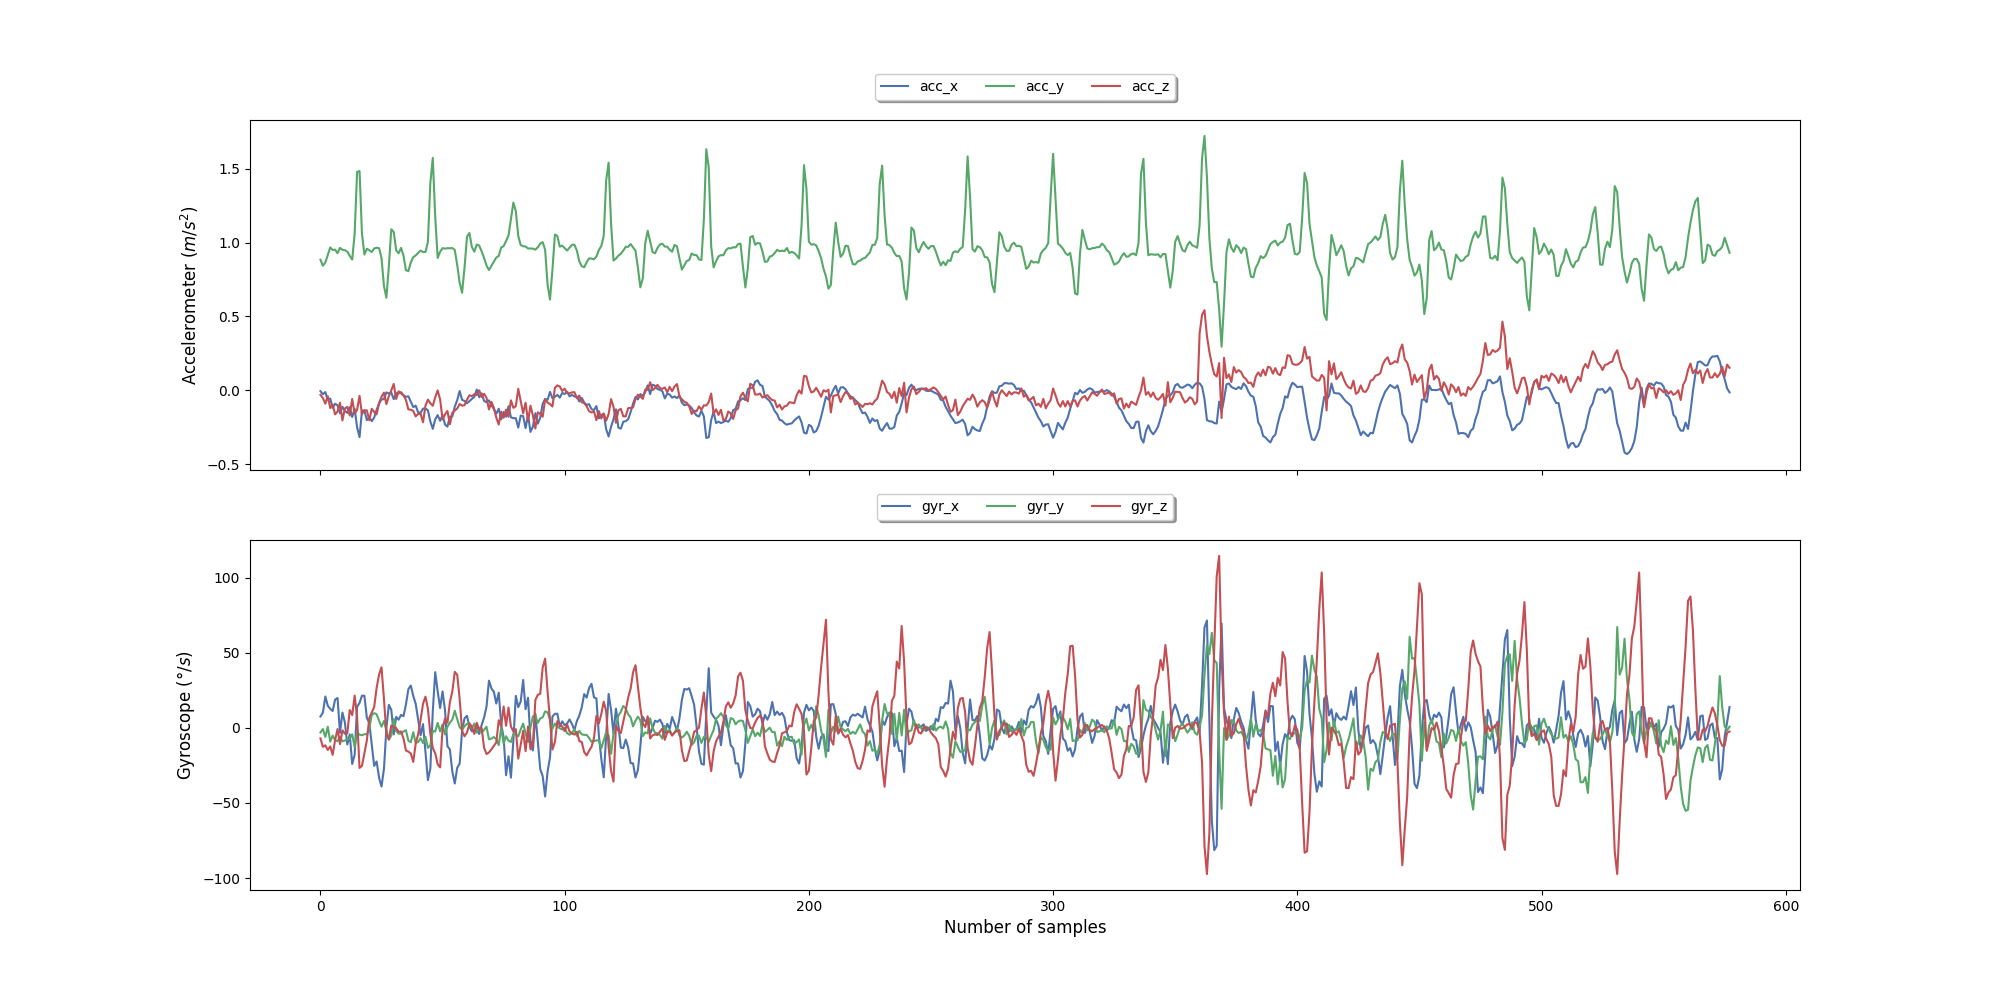 acc_x acc_y acc_z
1.5
1.0
0.5
0.0
−0.5
Accelerometer (m/s²)
gyr_x gyr_y gyr_z
100
50
0
−50
−100
Gyroscope (°/s)
0 100 200 300 400 500 600
Number of samples